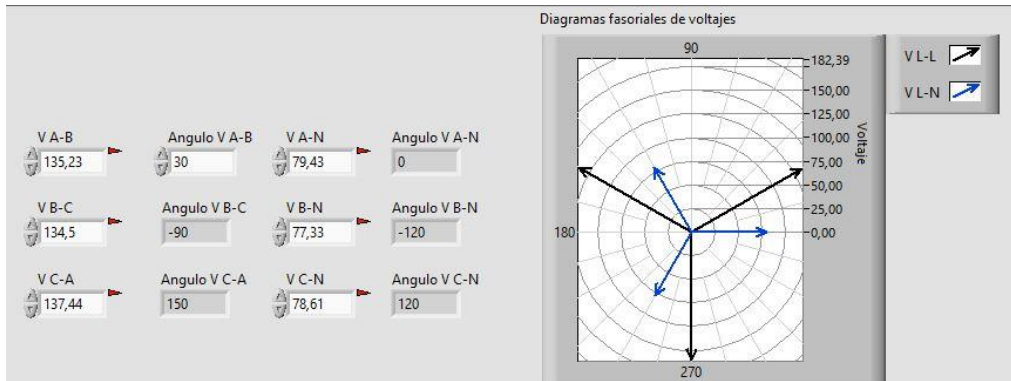 Diagramas fasoriales de voltajes
V A-B
135,23
Angulo V A-B
30
V A-N
79,43
Angulo V A-N
0
V B-C
134,5
Angulo V B-C
-90
V B-N
77,33
Angulo V B-N
-120
V C-A
137,44
Angulo V C-A
150
V C-N
78,61
Angulo V C-N
120
90
180
270
182,39
150,00
125,00
100,00
75,00
50,00
25,00
0,00
Voltaje
V L-L
V L-N